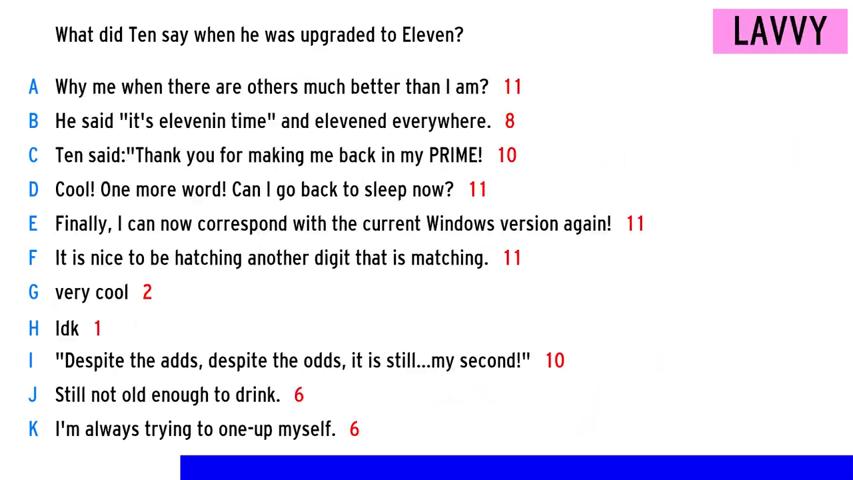 LAVVY
What did Ten say when he was upgraded to Eleven?
A Why me when there are others much better than I am? 11
B He said "it's elevenin time" and elevened everywhere. 8
C Ten said:"Thank you for making me back in my PRIME! 10
D Cool! One more word! Can I go back to sleep now? 11
E Finally, I can now correspond with the current Windows version again! 11
F It is nice to be hatching another digit that is matching. 11
G very cool 2
H Idk 1
I "Despite the adds, despite the odds, it is still...my second!" 10
J Still not old enough to drink. 6
K I'm always trying to one-up myself. 6